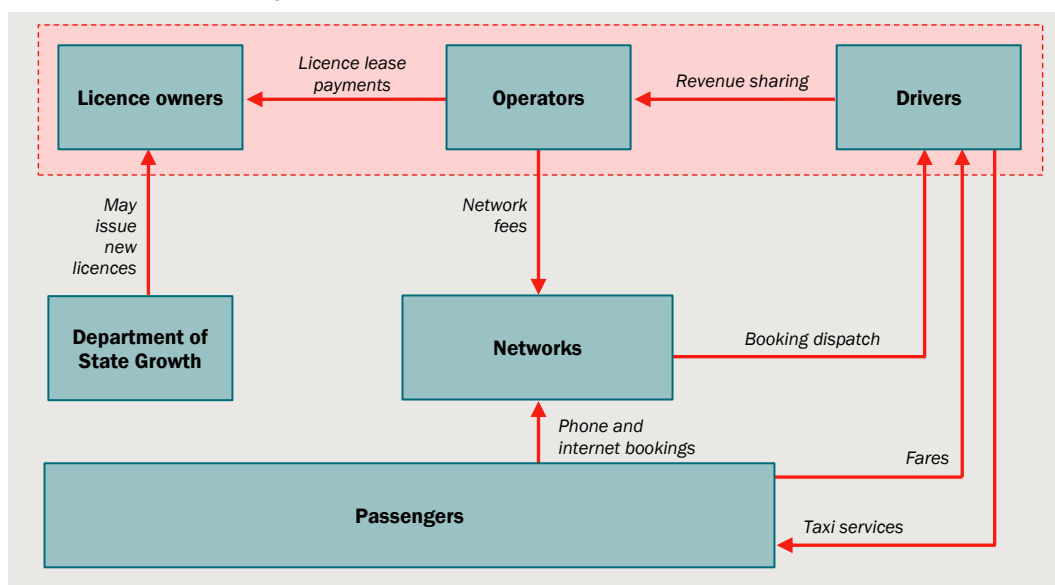 Licence owners
Licence lease
payments
Operators
Revenue sharing
Drivers
May
issue
new
licences
Network
fees
Department of
State Growth
Networks
Booking dispatch
Phone and
internet bookings
Fares
Passengers
Taxi services